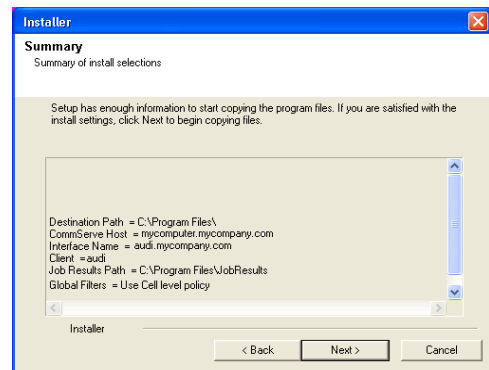 Installer
Summary
Summary of install selections
Setup has enough information to start copying the program files. If you are satisfied with the
install settings, click Next to begin copying files.
Destination Path = C:\Program Files\
CommServe Host = mycomputer.mycompany.com
Interface Name = audi.mycompany.com
Client =audi
Job Results Path = C:\Program Files\JobResults
Global Filters = Use Cell level policy
Installer
< Back
Next >
Cancel